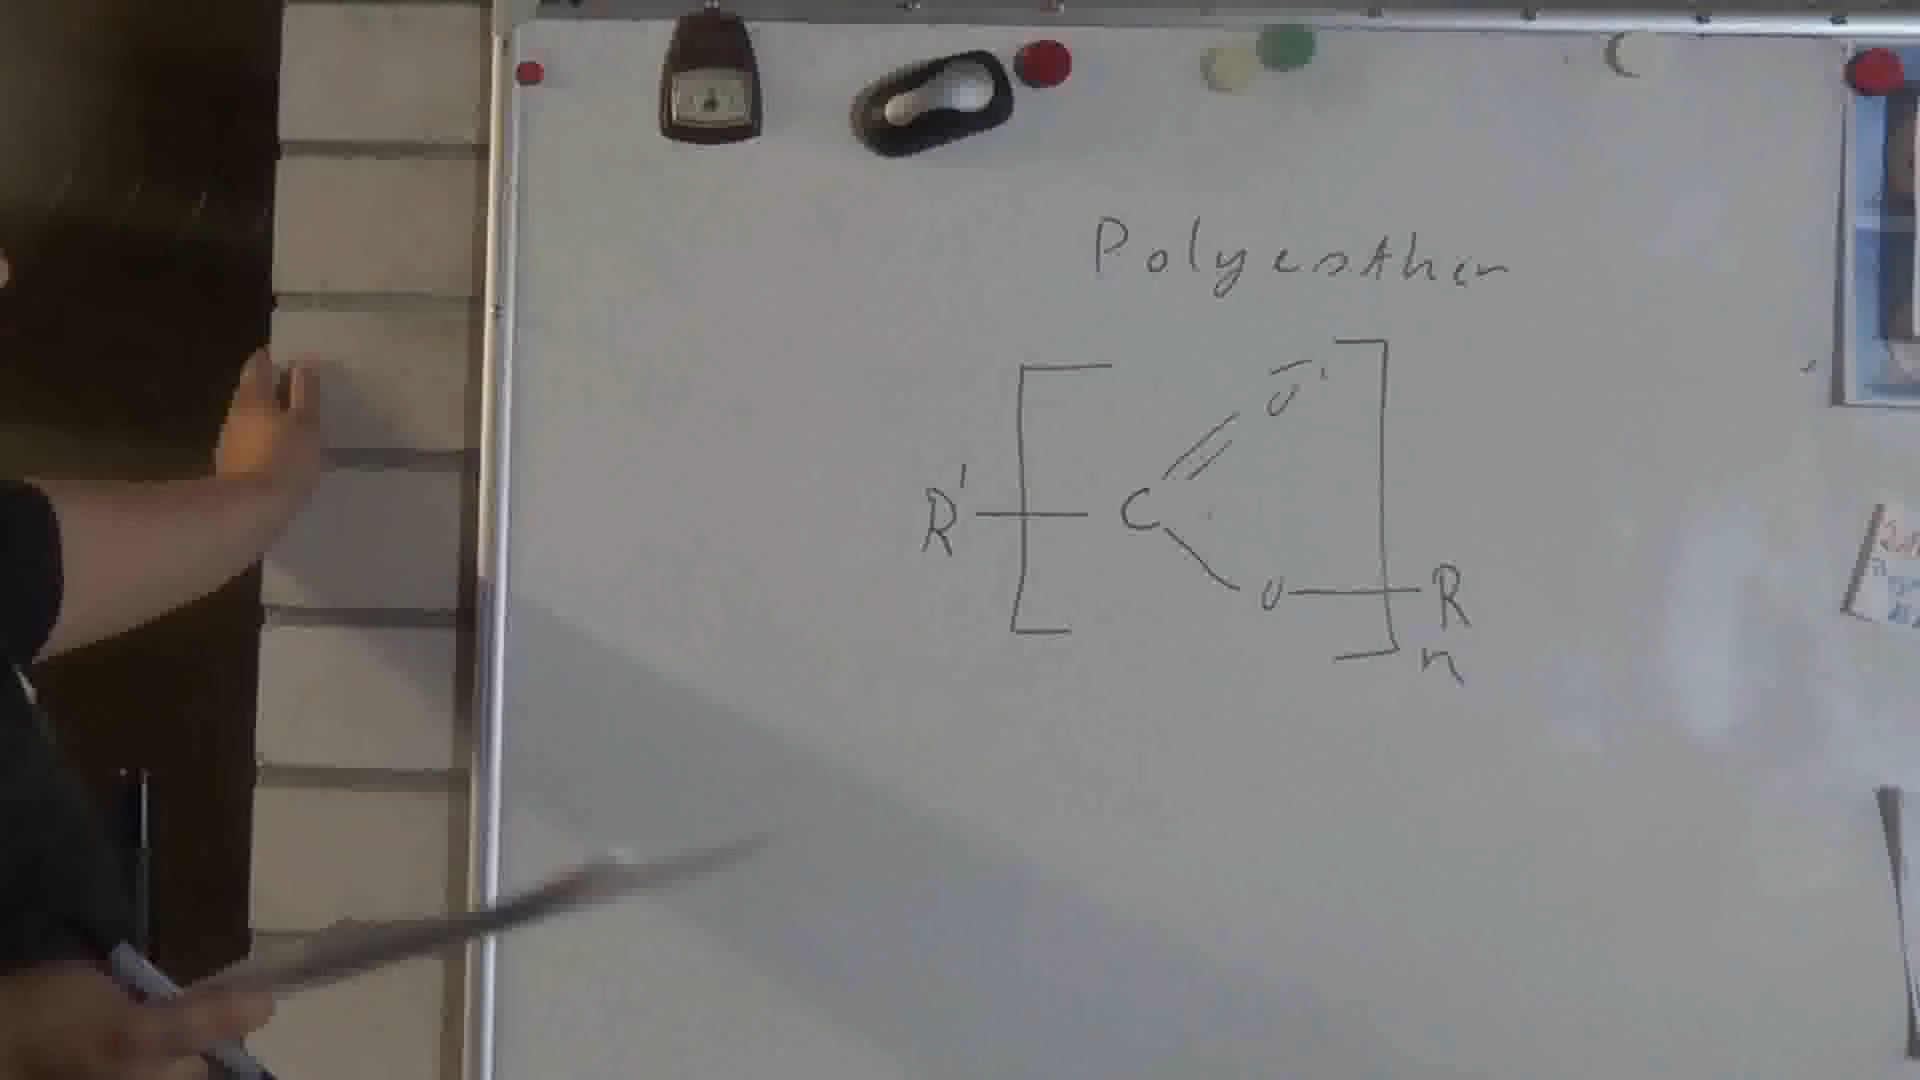 Polyesther
O
R' C
O R
n